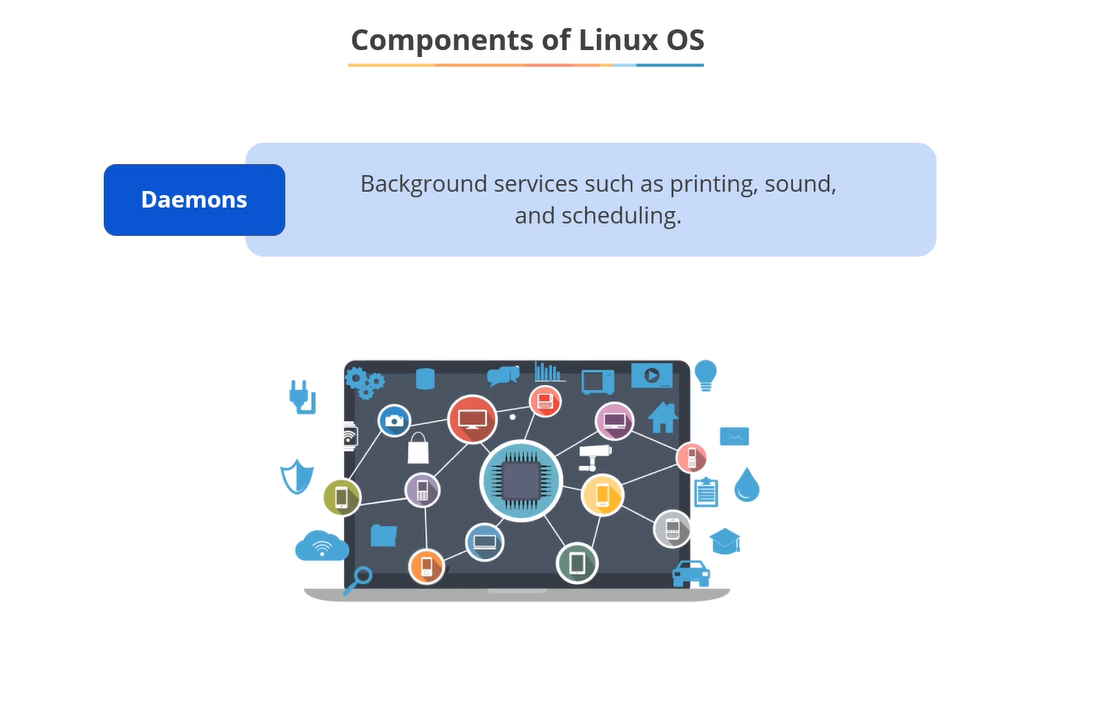 Components of Linux OS
Daemons
Background services such as printing, sound,
and scheduling.